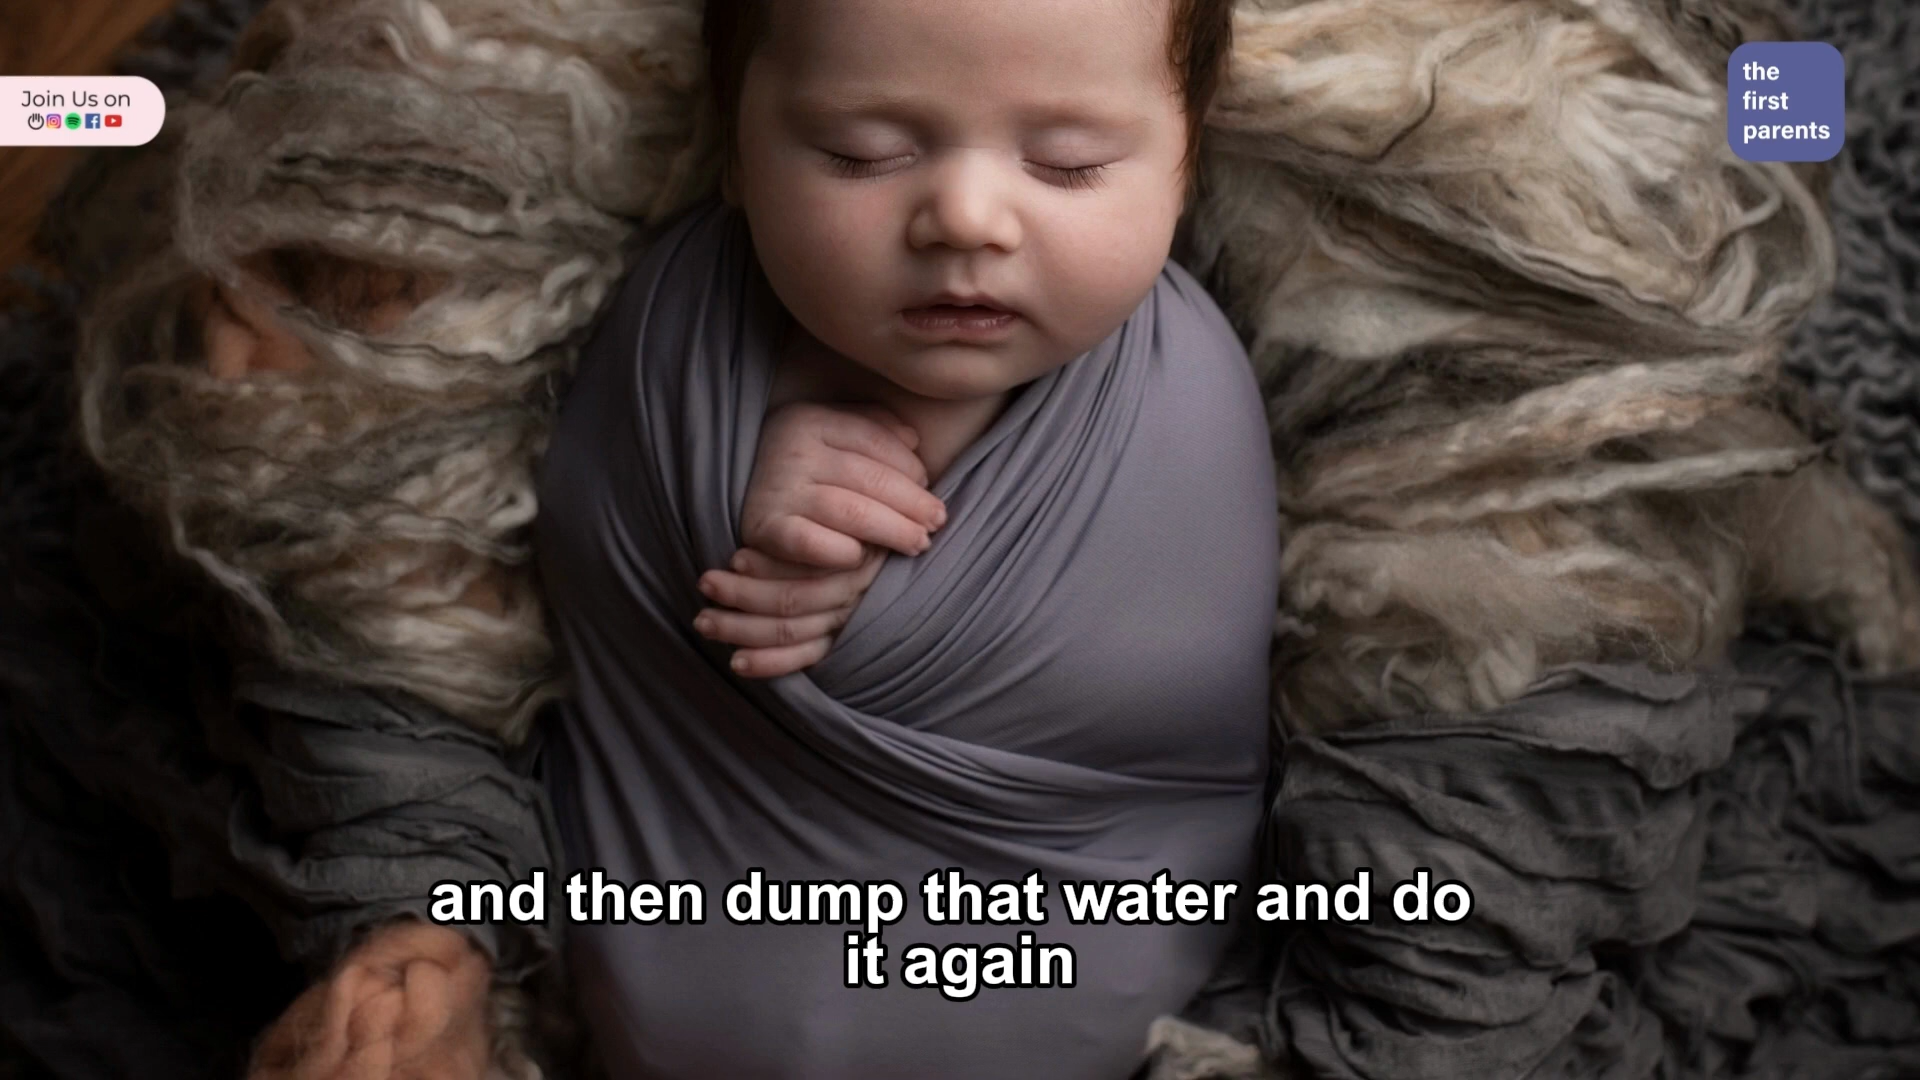 Join Us on
the
first
parents
and then dump that water and do
it again